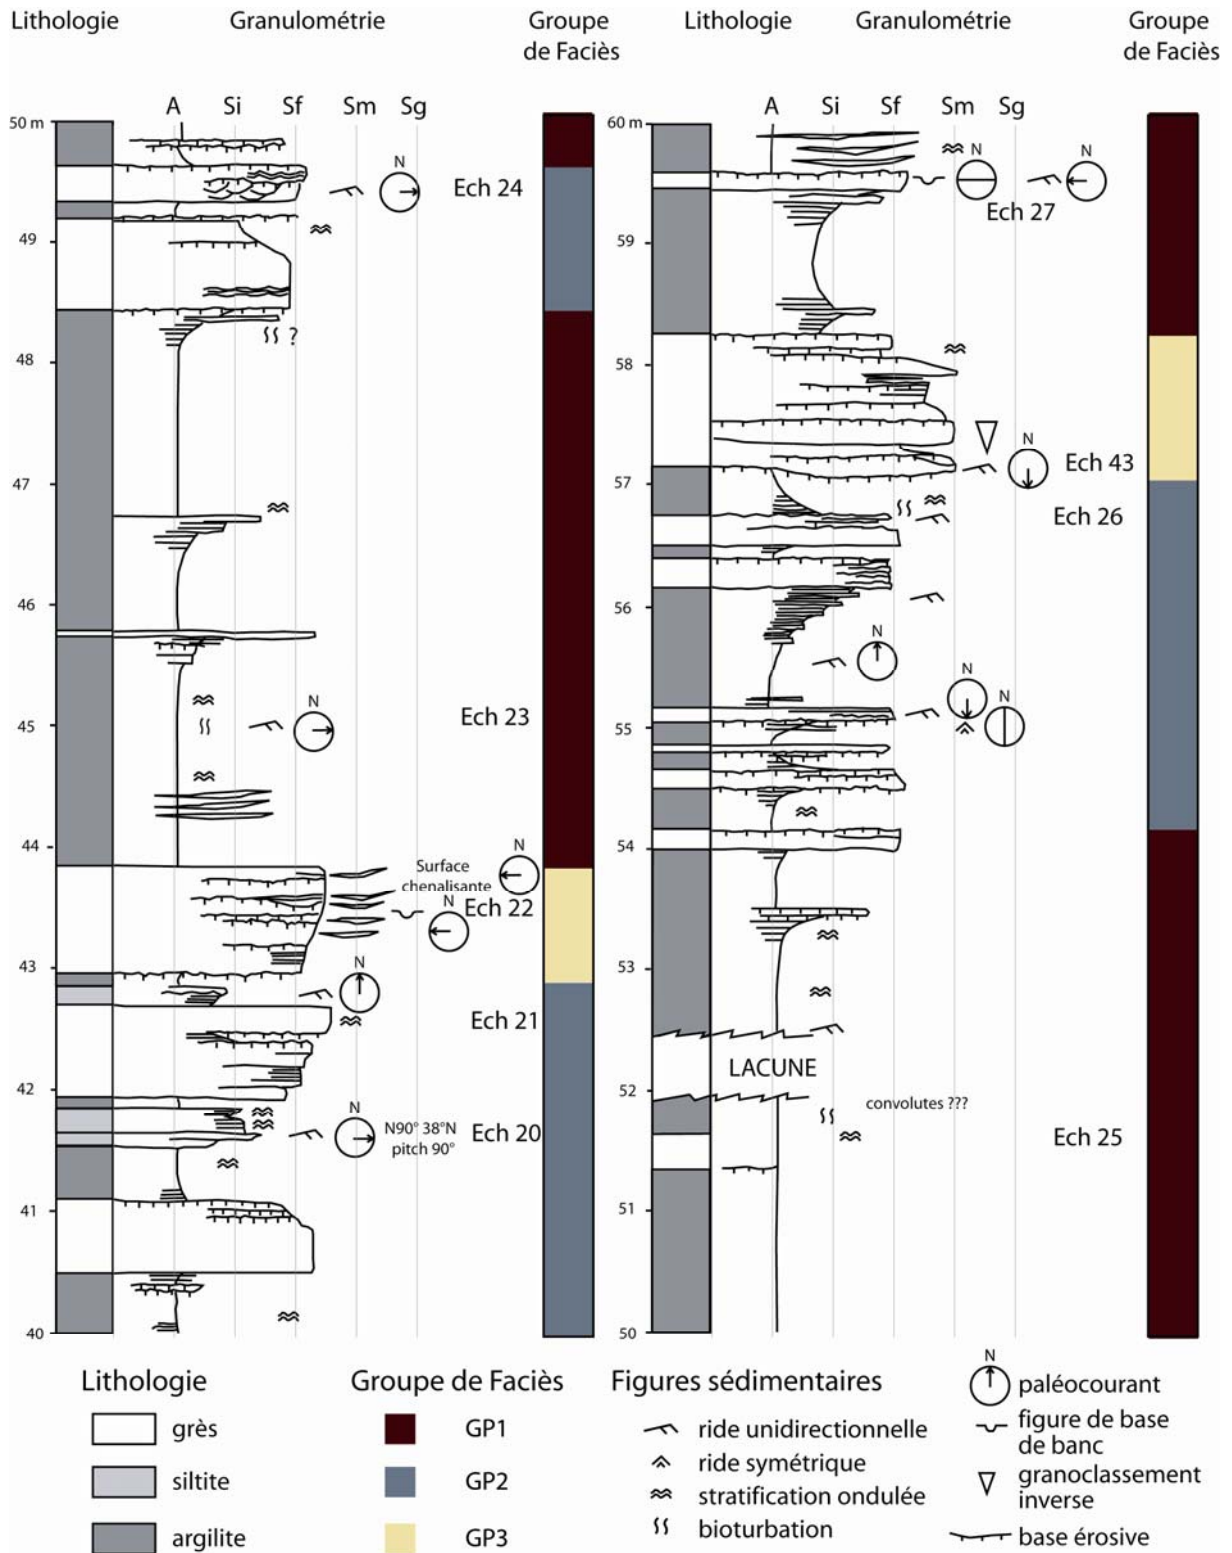 Lithologie Granulométrie Groupe de Faciès
A Si Sf Sm Sg
50 m
N
Ech 24
49
?
48
47
46
Ech 23
N
45
44
Surface chenalisante
N
Ech 22
N
43
N
Ech 21
42
N
N90° 38°N
pitch 90°
Ech 20
41
40
Lithologie Granulométrie Groupe de Faciès
A Si Sf Sm Sg
60 m
N
N
Ech 27
59
58
N
Ech 43
57
Ech 26
56
N
N
N
55
54
53
LACUNE
52
convolutes ???
Ech 25
51
50
Lithologie
grès
siltite
argilite
Groupe de Faciès
GP1
GP2
GP3
Figures sédimentaires
ride unidirectionnelle
ride symétrique
stratification ondulée
bioturbation
N
paléocourant
figure de base
de banc
granoclassement
inverse
base érosive